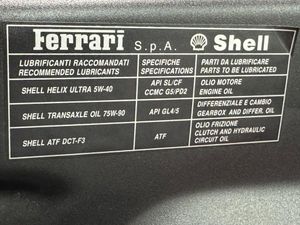 Ferrari S.p.A. Shell
LUBRIFICANTI RACCOMANDATI
RECOMMENDED LUBRICANTS
SPECIFICHE
SPECIFICATIONS
PARTI DA LUBRIFICARE
PARTS TO BE LUBRICATED
SHELL HELIX ULTRA 5W-40
API SL/CF
CCMC G5/PD2
OLIO MOTORE
ENGINE OIL
SHELL TRANSAXLE OIL 75W-90
API GL4/5
DIFFERENZIALE E CAMBIO
GEARBOX AND DIFFER. OIL
SHELL ATF DCT-F3
ATF
OLIO FRIZIONE
CLUTCH AND HYDRAULIC
CIRCUIT OIL